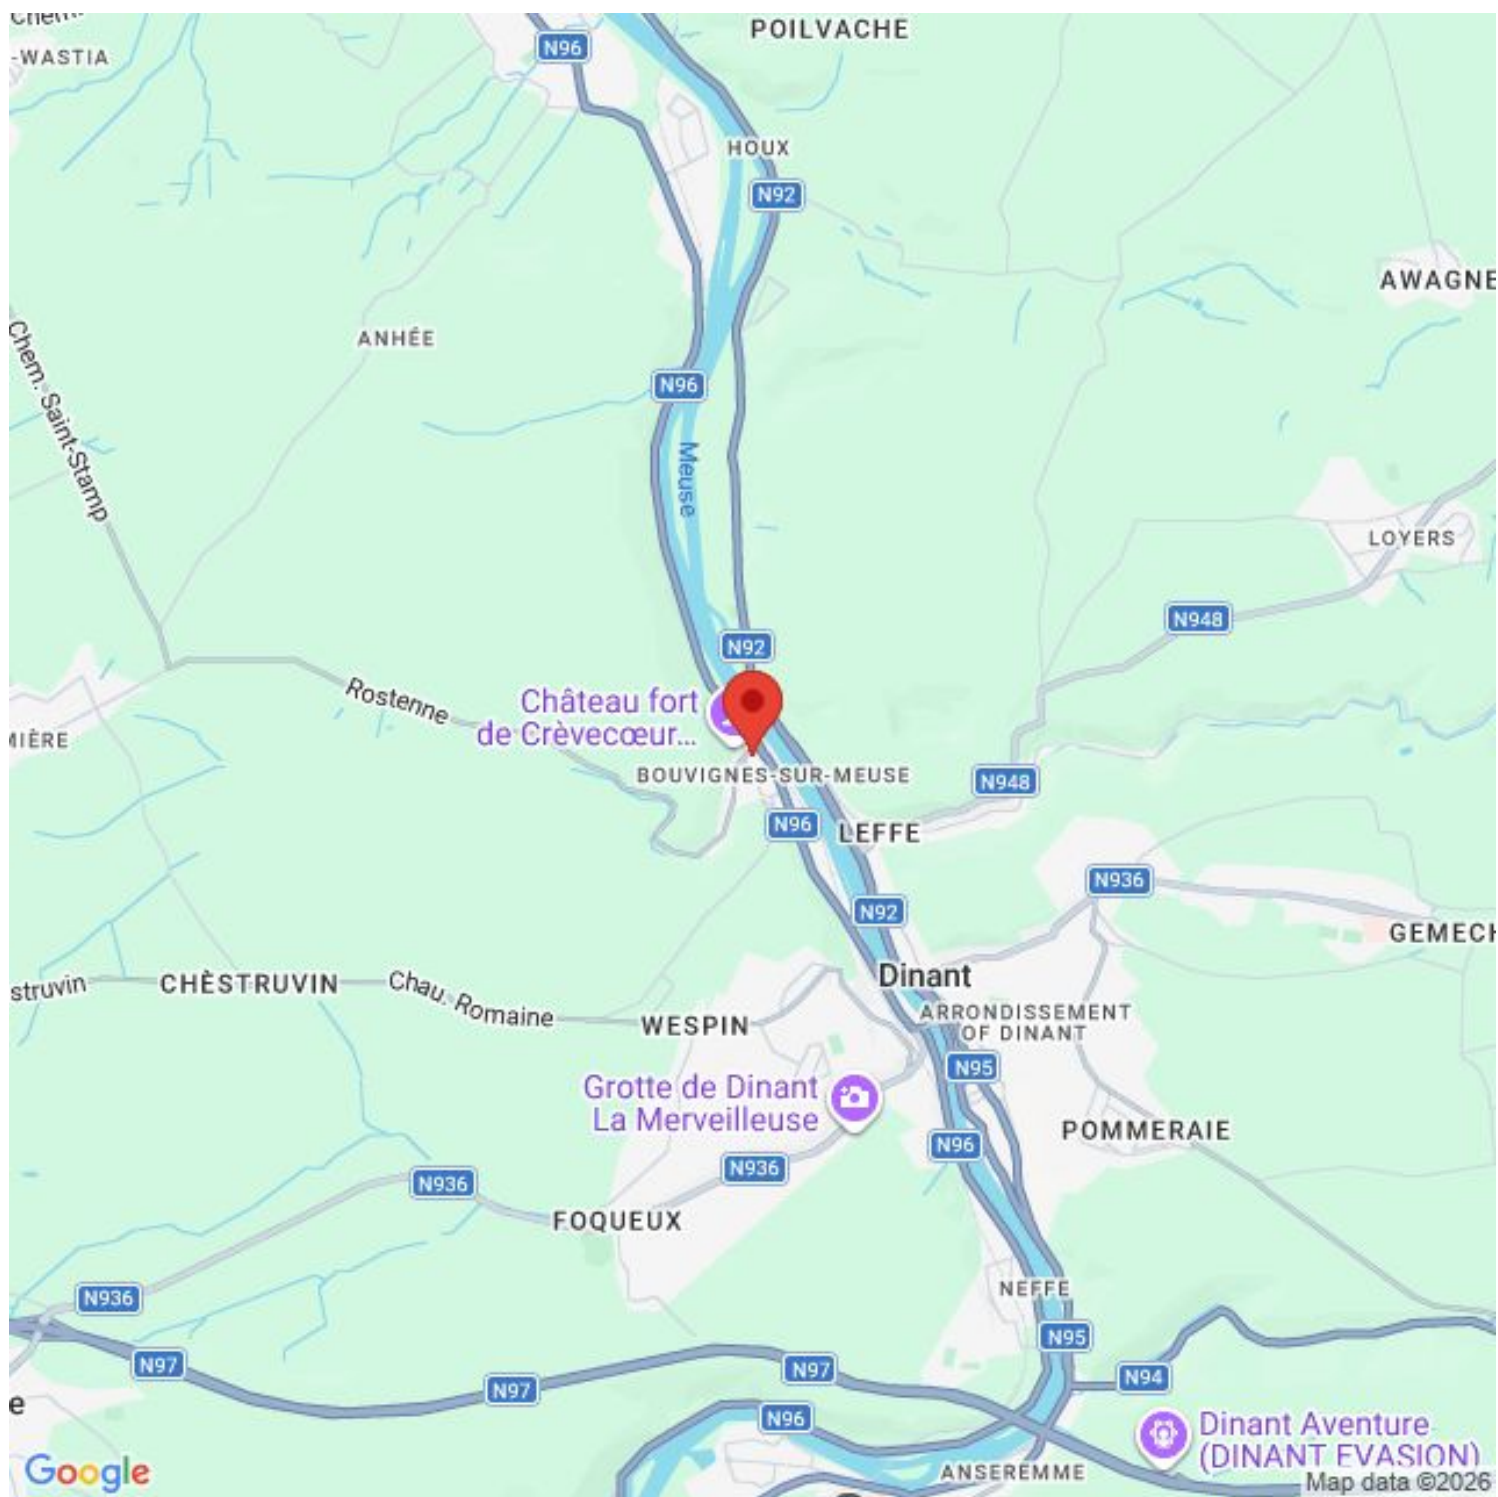 POILVACHE
N96
-WASTIA
HOUX
N92
AWAGNE
ANHÉE
Chem. Saint-Stamp
N96
Meuse
LOYERS
N948
N92
Rostenne
Château fort
de Crèvecœur...
MIÈRE
BOUVIGNES-SUR-MEUSE
N948
N96
LEFFE
N936
N92
GEMECH
Dinant
struvin
CHÈSTRUVIN
Chau. Romaine
WESPIN
ARRONDISSEMENT
OF DINANT
N95
Grotte de Dinant
La Merveilleuse
POMMERAIE
N96
N936
N936
FOQUEUX
NEFFE
N936
N95
N97
N97
N97
N94
e
N96
Dinant Aventure
(DINANT EVASION)
Google
ANSEREMME
Map data ©2026